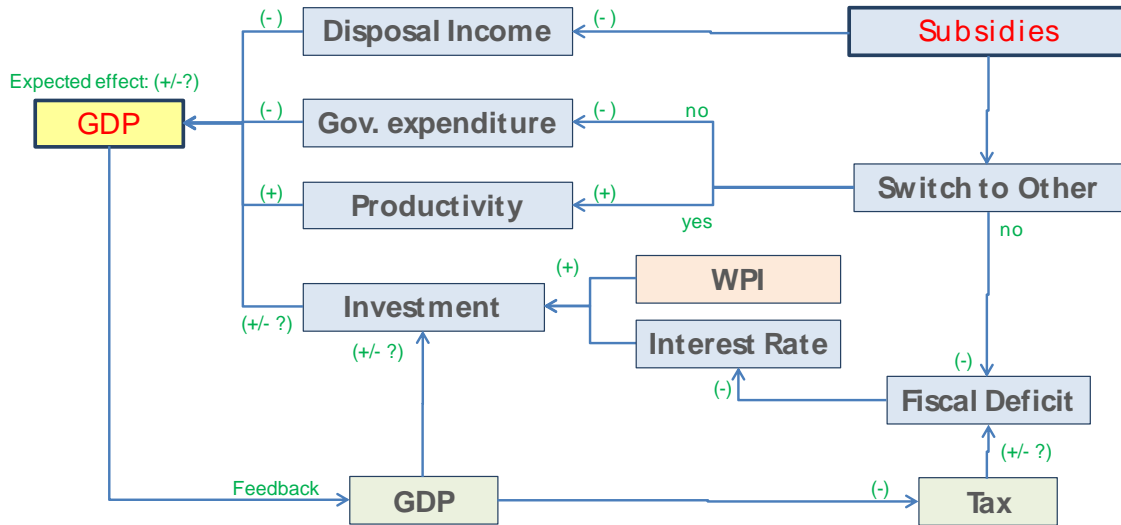 (-)
Disposal Income
(-)
Subsidies
Expected effect: (+/-?)
GDP
(-)
Gov. expenditure
(-)
no
(+)
Productivity
(+)
yes
Switch to Other
no
(+)
WPI
Investment
(+/- ?)
(+/- ?)
Interest Rate
(-)
(-)
Fiscal Deficit
(+/- ?)
Feedback
GDP
(-)
Tax